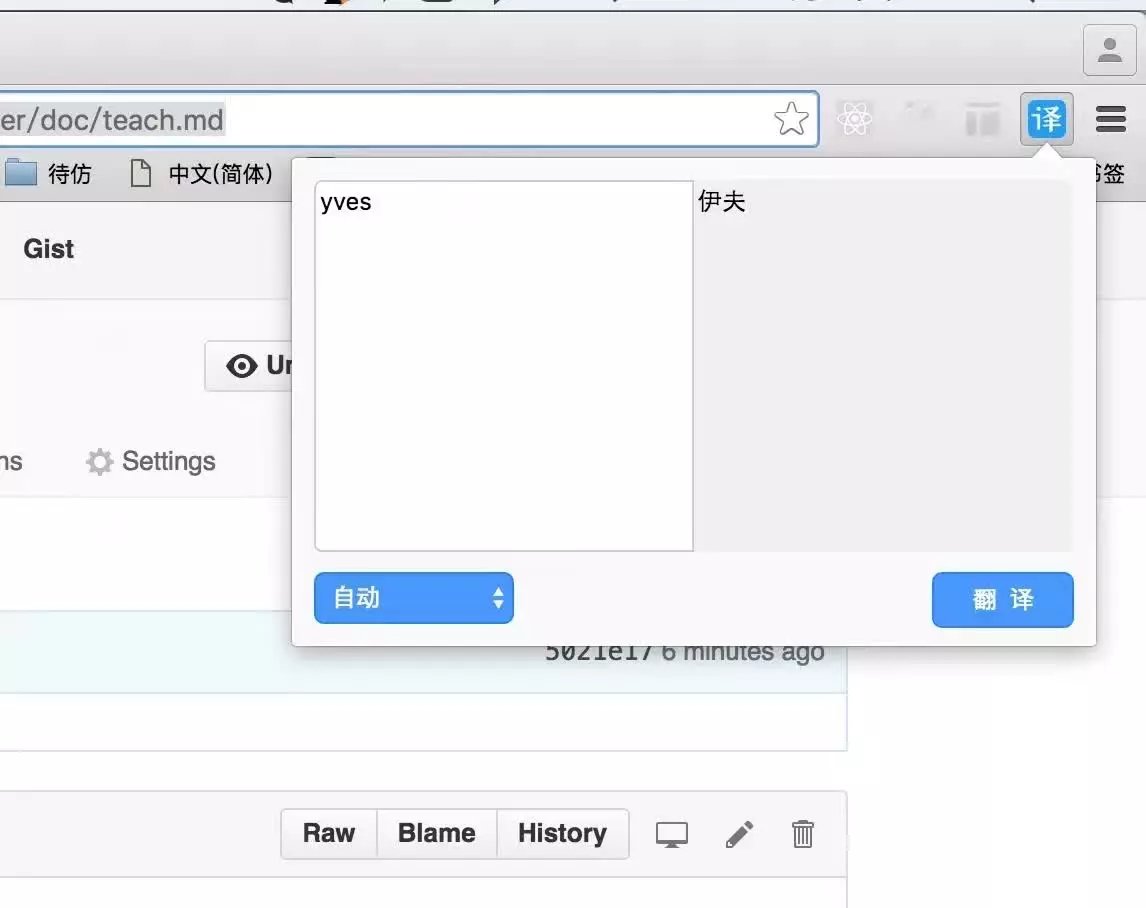 er/doc/teach.md
译
待仿
中文(简体)
书签
yves
伊夫
Gist
Un
ns
Settings
自动
翻 译
5021e17 6 minutes ago
Raw
Blame
History